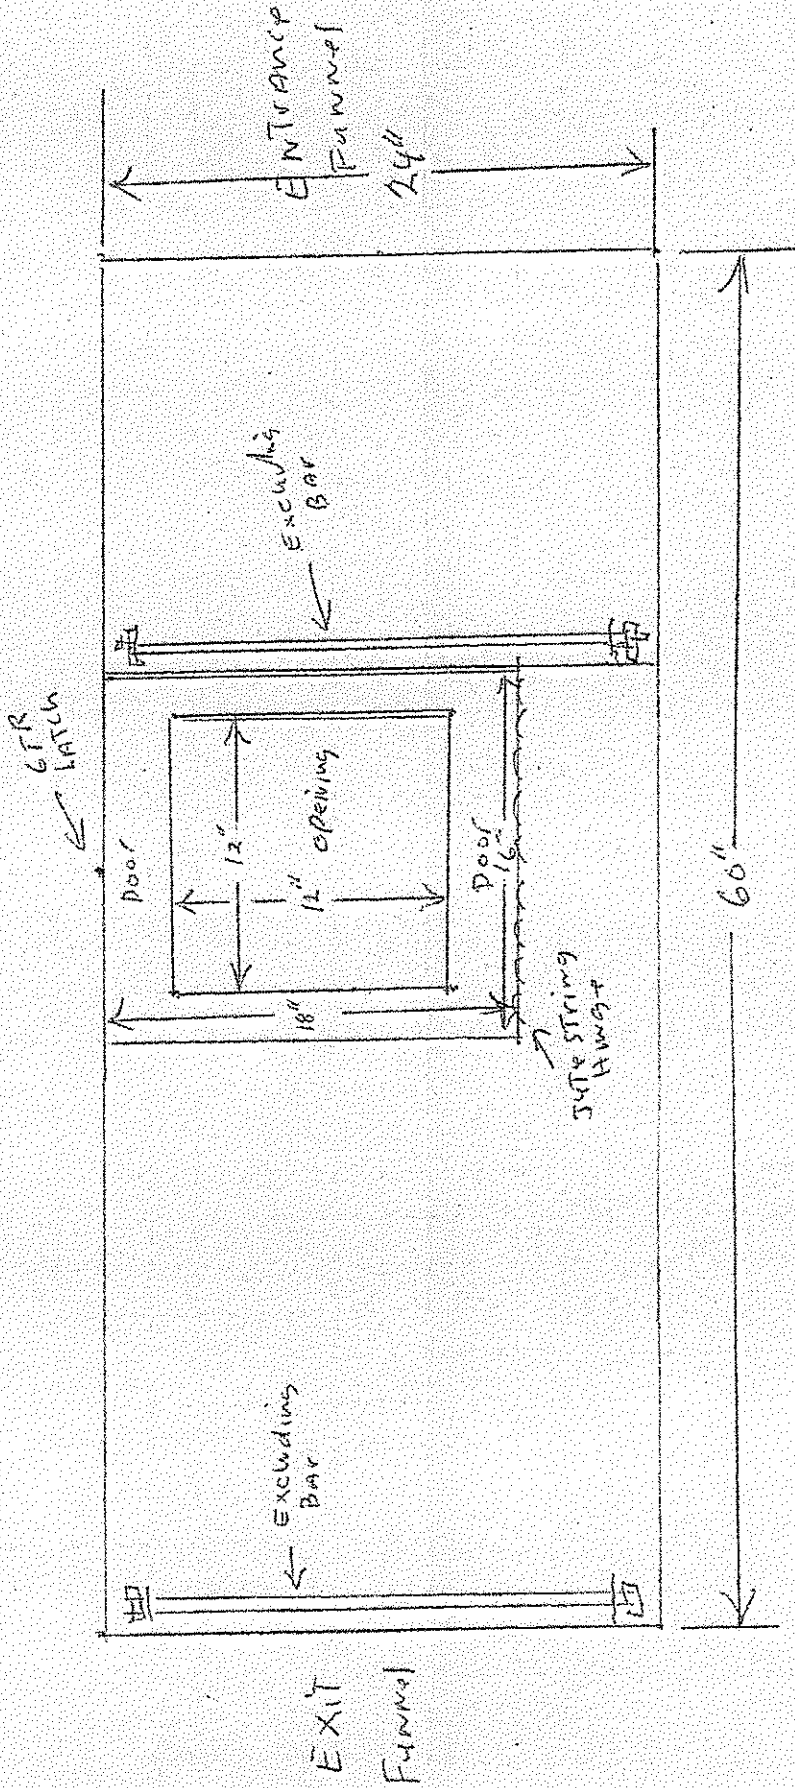 ENTrANce
Funnel
24"
Excluding
BAr
GTR
LATCH
Door
12"
12"
opening
Door
16"
18"
JuTe STring
Hinge
60"
Excluding
BAr
EXIT
Funnel